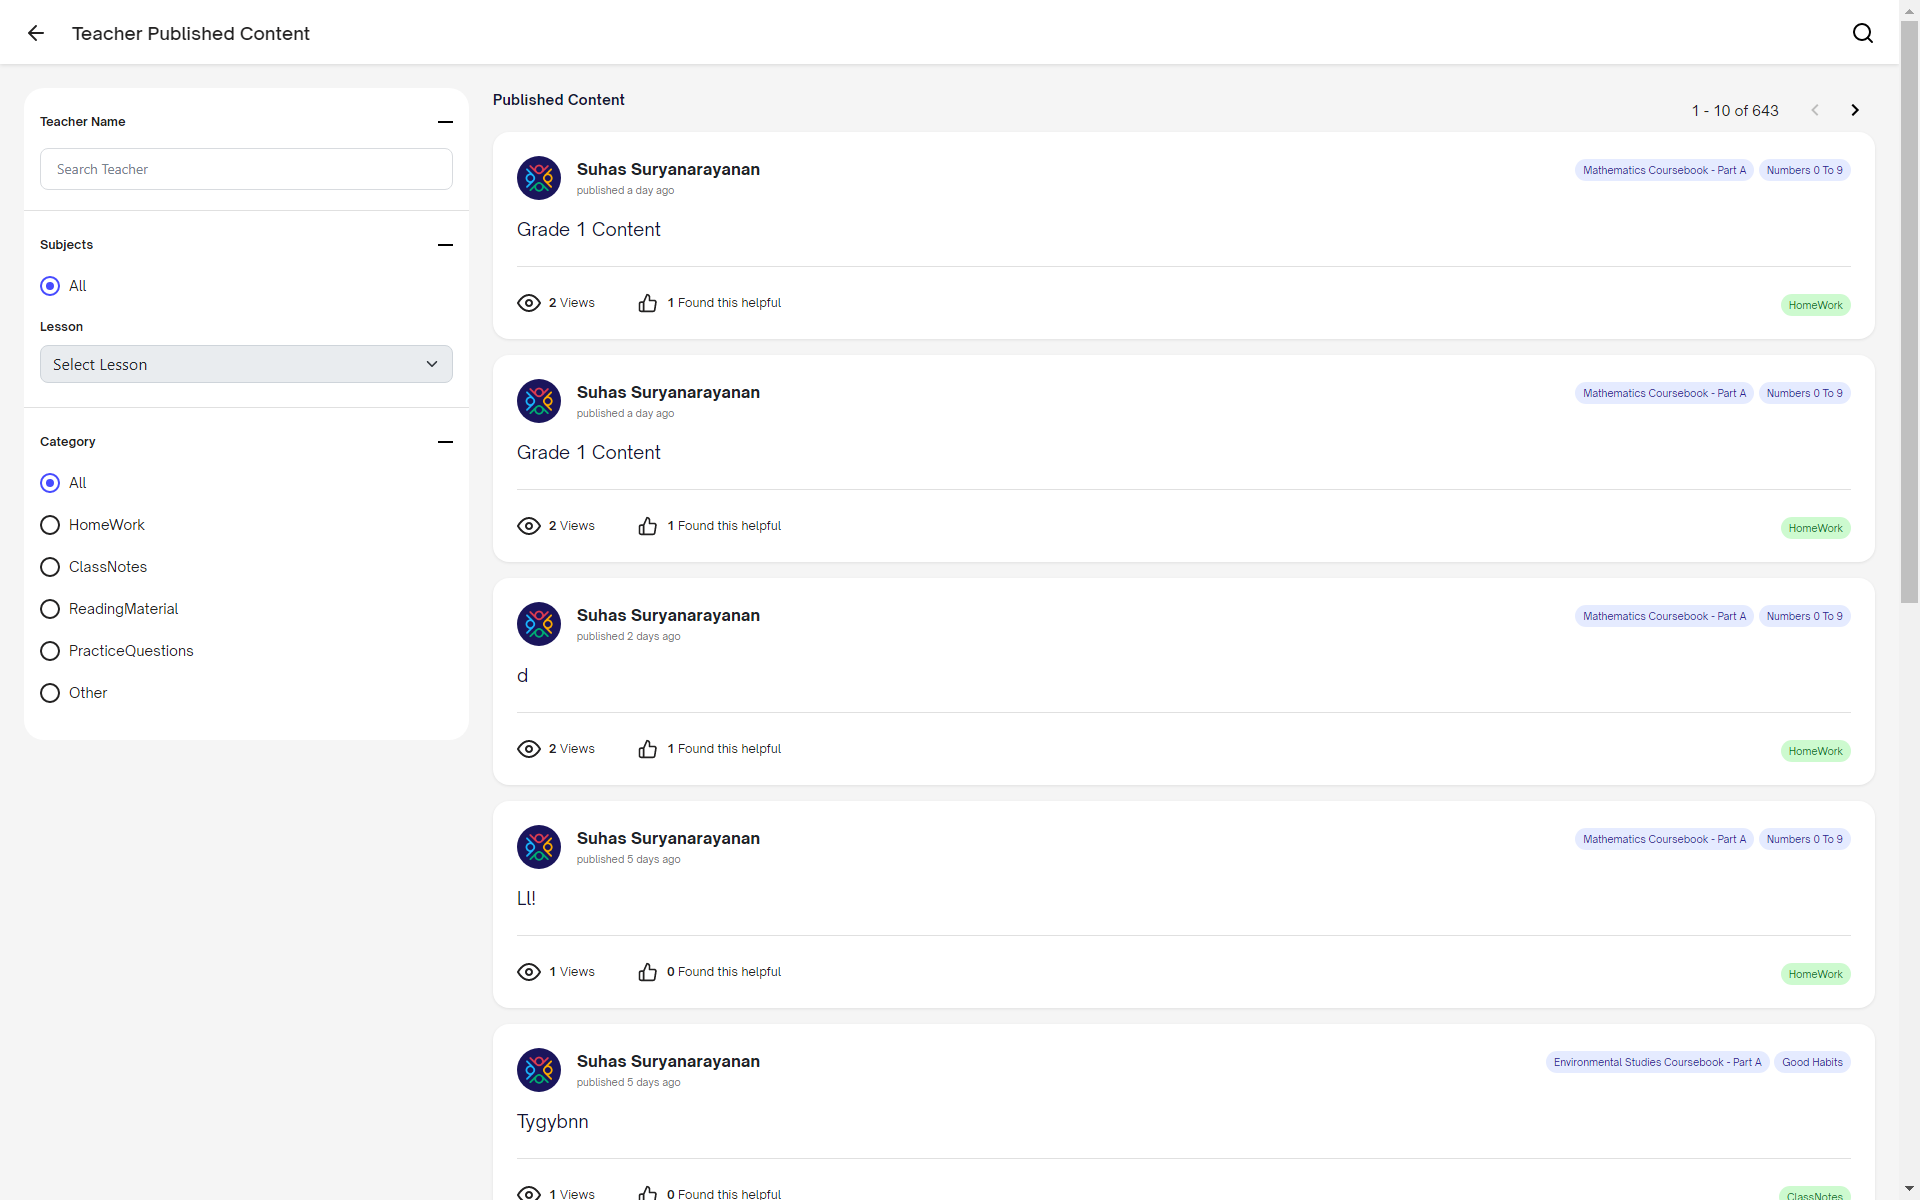 Teacher Published Content
Teacher Name
Search Teacher
Subjects
All
Lesson
Select Lesson
Category
All
HomeWork
ClassNotes
ReadingMaterial
PracticeQuestions
Other
Published Content
1 - 10 of 643
Suhas Suryanarayanan
published a day ago
Mathematics Coursebook - Part A
Numbers 0 To 9
Grade 1 Content
2 Views
1 Found this helpful
HomeWork
Suhas Suryanarayanan
published a day ago
Mathematics Coursebook - Part A
Numbers 0 To 9
Grade 1 Content
2 Views
1 Found this helpful
HomeWork
Suhas Suryanarayanan
published 2 days ago
Mathematics Coursebook - Part A
Numbers 0 To 9
d
2 Views
1 Found this helpful
HomeWork
Suhas Suryanarayanan
published 5 days ago
Mathematics Coursebook - Part A
Numbers 0 To 9
Ll!
1 Views
0 Found this helpful
HomeWork
Suhas Suryanarayanan
published 5 days ago
Environmental Studies Coursebook - Part A
Good Habits
Tygybnn
1 Views
0 Found this helpful
ClassNotes